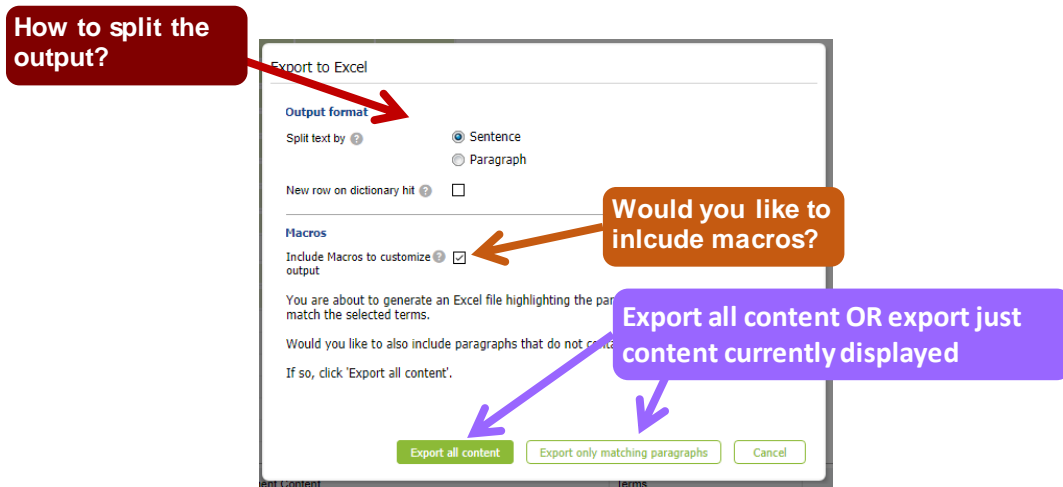 How to split the
output?
Export to Excel
Output format
Split text by
Sentence
Paragraph
New row on dictionary hit
Would you like to
inlcude macros?
Macros
Include Macros to customize
output
You are about to generate an Excel file highlighting the par
match the selected terms.
Export all content OR export just
content currently displayed
Would you like to also include paragraphs that do not conta
If so, click 'Export all content'.
Export all content
Export only matching paragraphs
Cancel
ent Content
Terms